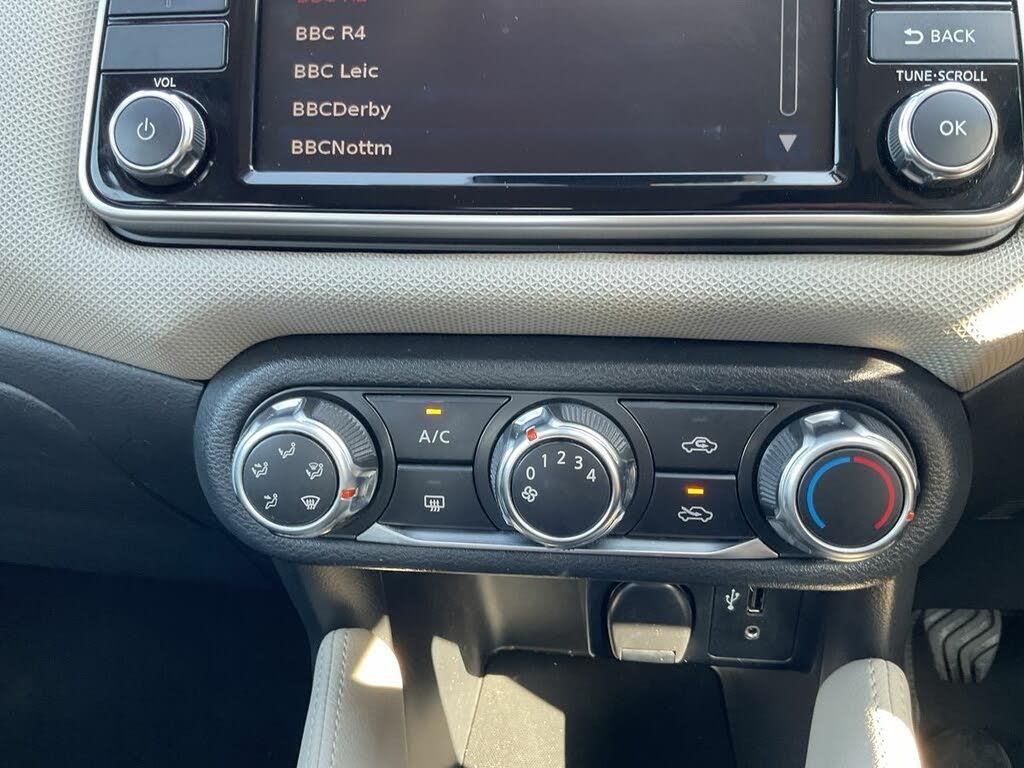 BBC R4
BBC Leic
BBCDerby
BBCNottm
BACK
VOL
TUNE·SCROLL
OK
A/C
0 1 2 3 4